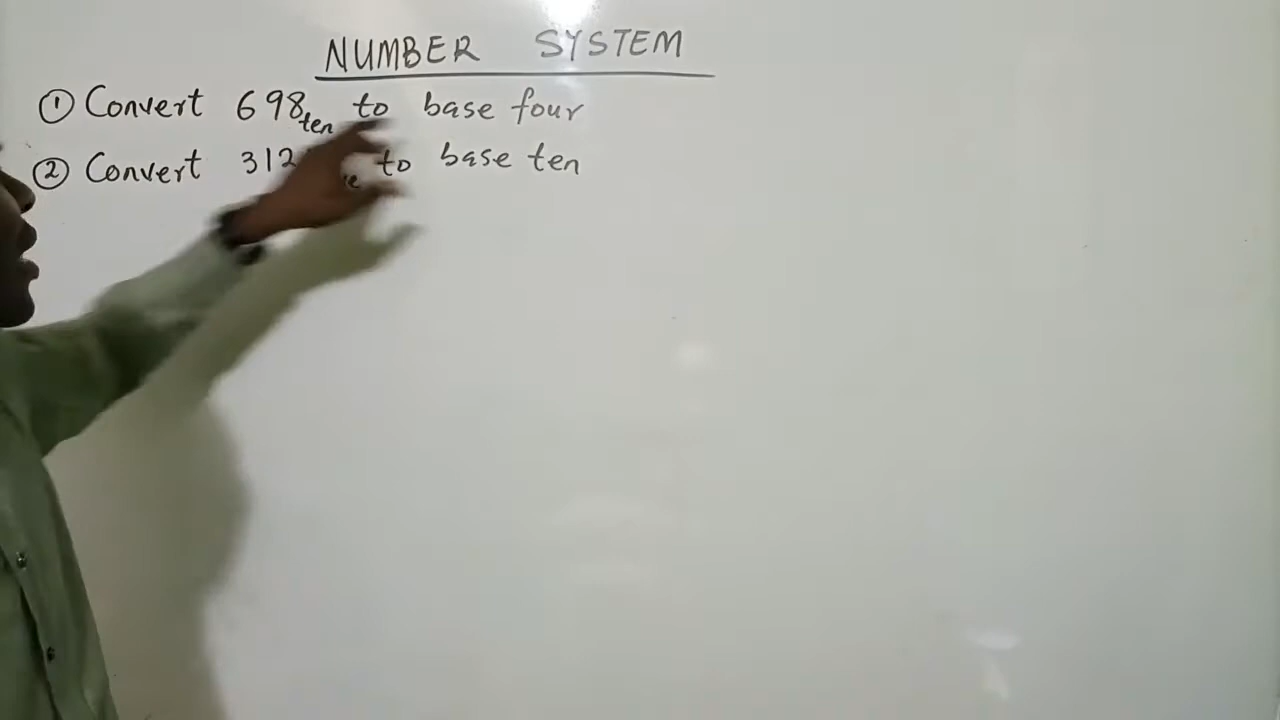 NUMBER SYSTEM
① Convert 698ten to base four
② Convert 312 to base ten